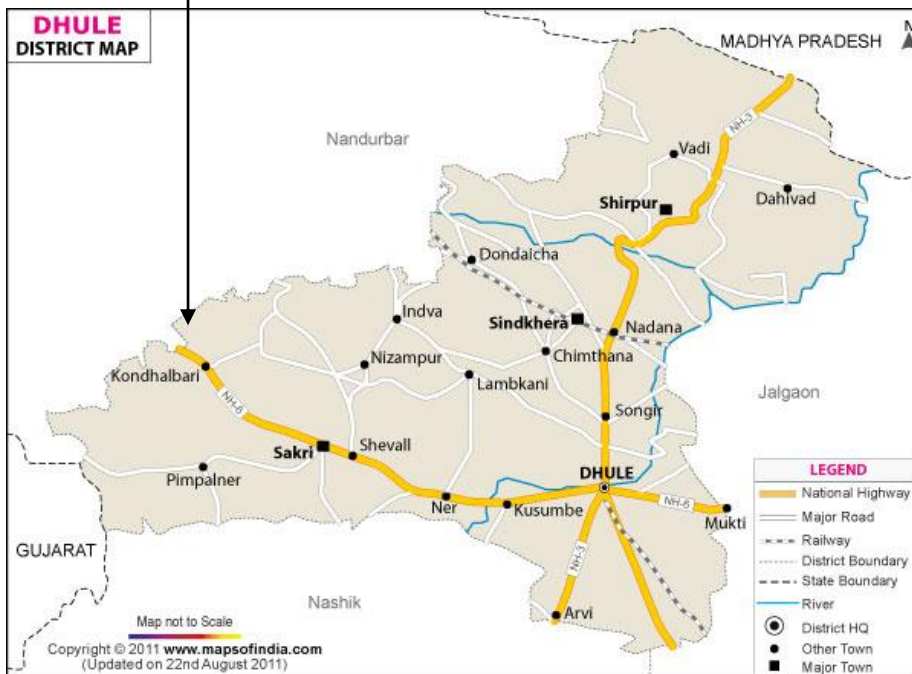 DHULE
DISTRICT MAP
N
MADHYA PRADESH
NH-3
Nandurbar
Vadi
Dahivad
Shirpur
Dondaicha
Indva
Sindkhera
Nadana
Kondhalbari
Nizampur
Chimthana
Lambkani
Jalgaon
NH-6
Songir
Sakri
Shevall
Pimpalner
DHULE
Ner
Kusumbe
NH-6
Mukti
GUJARAT
NH-3
Nashik
Arvi
LEGEND
National Highway
Major Road
Railway
District Boundary
State Boundary
River
District HQ
Other Town
Major Town
Map not to Scale
Copyright © 2011 www.mapsofindia.com
(Updated on 22nd August 2011)